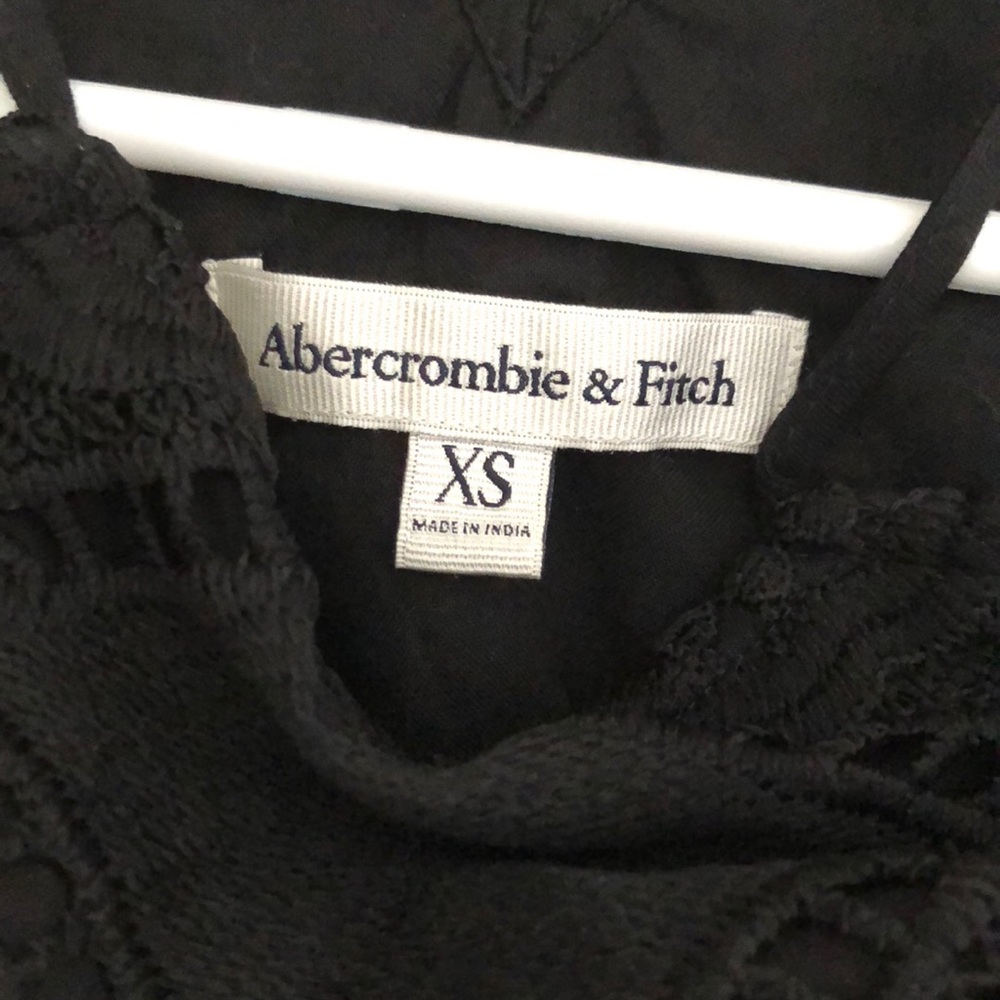 Abercrombie & Fitch
XS
MADE IN INDIA